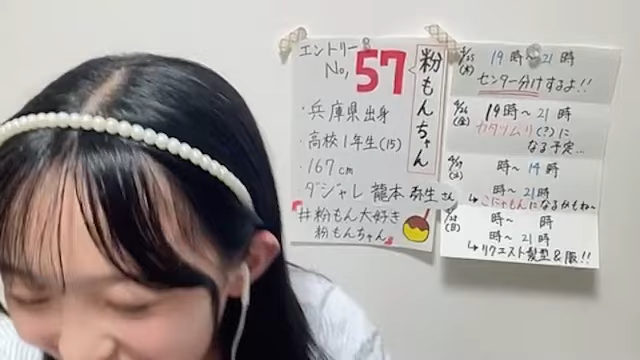 エントリー
No, 57
粉もんちゃん
・兵庫県出身
・高校1年生(15)
・167cm
・ダジャレ 龍本弥生さん
#粉もん大好き
粉もんちゃん
19時〜21時
センター分けするよ!!
19時〜21時
カタツムリ(?)に
なる予定...
時〜14時
時〜21時
↳こにゃもんになるかもね〜
時〜 時
時〜21時
↳リクエスト髪型&服!!